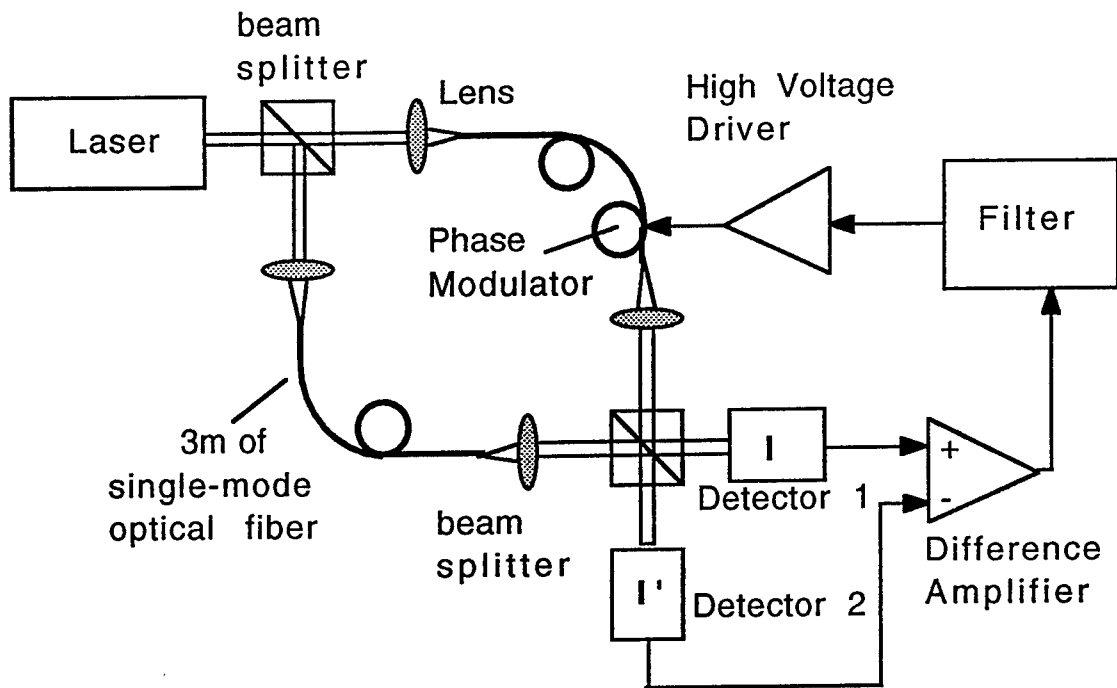 beam
splitter
Laser
Lens
High Voltage
Driver
Filter
Phase
Modulator
3m of
single-mode
optical fiber
beam
splitter
I
Detector 1
+
-
Difference
Amplifier
I'
Detector 2